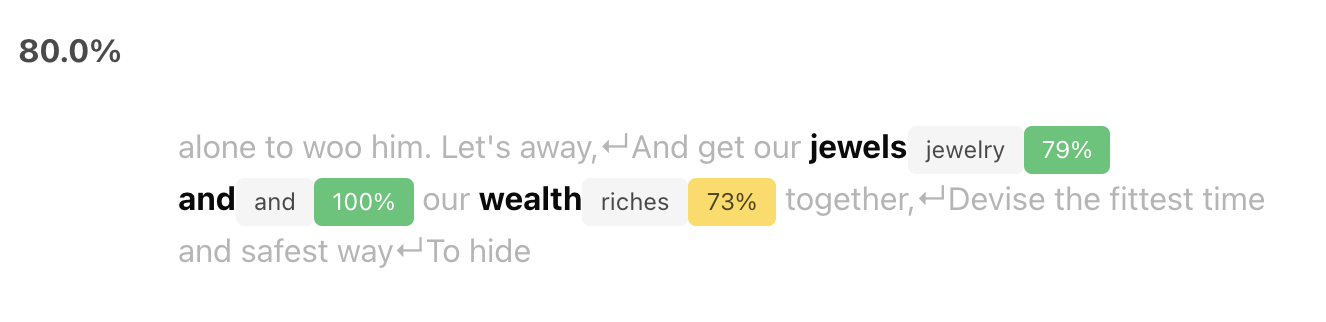 80.0%
alone to woo him. Let's away,↵And get our jewels jewelry 79%
and and 100% our wealth riches 73% together,↵Devise the fittest time
and safest way↵To hide